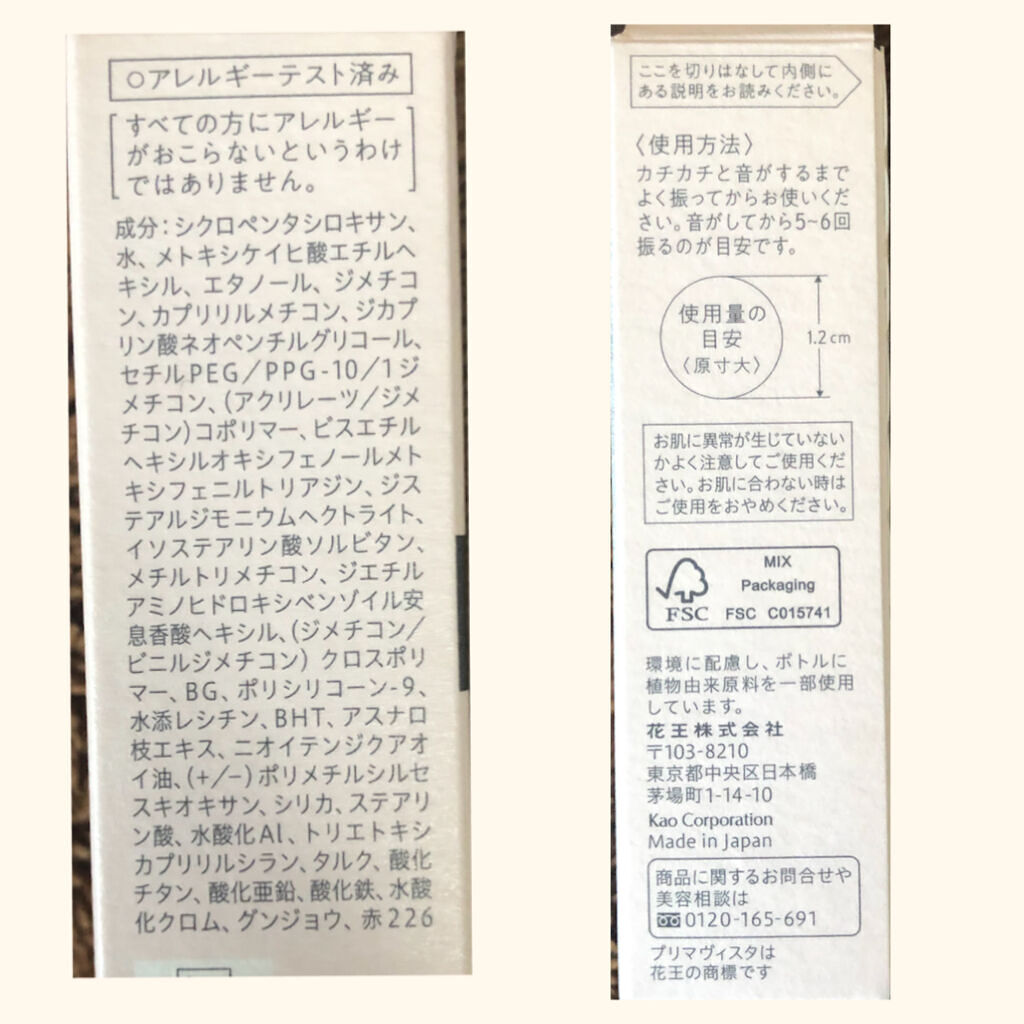 ○アレルギーテスト済み
すべての方にアレルギー
がおこらないというわけ
ではありません。
成分：シクロペンタシロキサン、
水、メトキシケイヒ酸エチルヘ
キシル、エタノール、ジメチコ
ン、カプリリルメチコン、ジカプ
リン酸ネオペンチルグリコール、
セチルPEG/PPG-10/1ジ
メチコン、(アクリレーツ/ジメ
チコン)コポリマー、ビスエチル
ヘキシルオキシフェノールメト
キシフェニルトリアジン、ジス
テアルジモニウムヘクトライト、
イソステアリン酸ソルビタン、
メチルトリメチコン、ジエチル
アミノヒドロキシベンゾイル安
息香酸ヘキシル、(ジメチコン/
ビニルジメチコン) クロスポリ
マー、BG、ポリシリコーン-9、
水添レシチン、BHT、アスナロ
枝エキス、ニオイテンジクアオ
イ油、(+/-)ポリメチルシルセ
スキオキサン、シリカ、ステアリ
ン酸、水酸化Al、トリエトキシ
カプリリルシラン、タルク、酸化
チタン、酸化亜鉛、酸化鉄、水酸
化クロム、グンジョウ、赤226
ここを切りはなして内側に
ある説明をお読みください。
〈使用方法〉
カチカチと音がするまで
よく振ってからお使いくだ
さい。音がしてから5~6回
振るのが目安です。
使用量の
目安
〈原寸大〉
1.2cm
お肌に異常が生じていない
かよく注意してご使用くだ
さい。お肌に合わない時は
ご使用をおやめください。
MIX
Packaging
FSC FSC C015741
環境に配慮し、ボトルに
植物由来原料を一部使用
しています。
花王株式会社
〒103-8210
東京都中央区日本橋
茅場町1-14-10
Kao Corporation
Made in Japan
商品に関するお問合せや
美容相談は
0120-165-691
プリマヴィスタは
花王の商標です